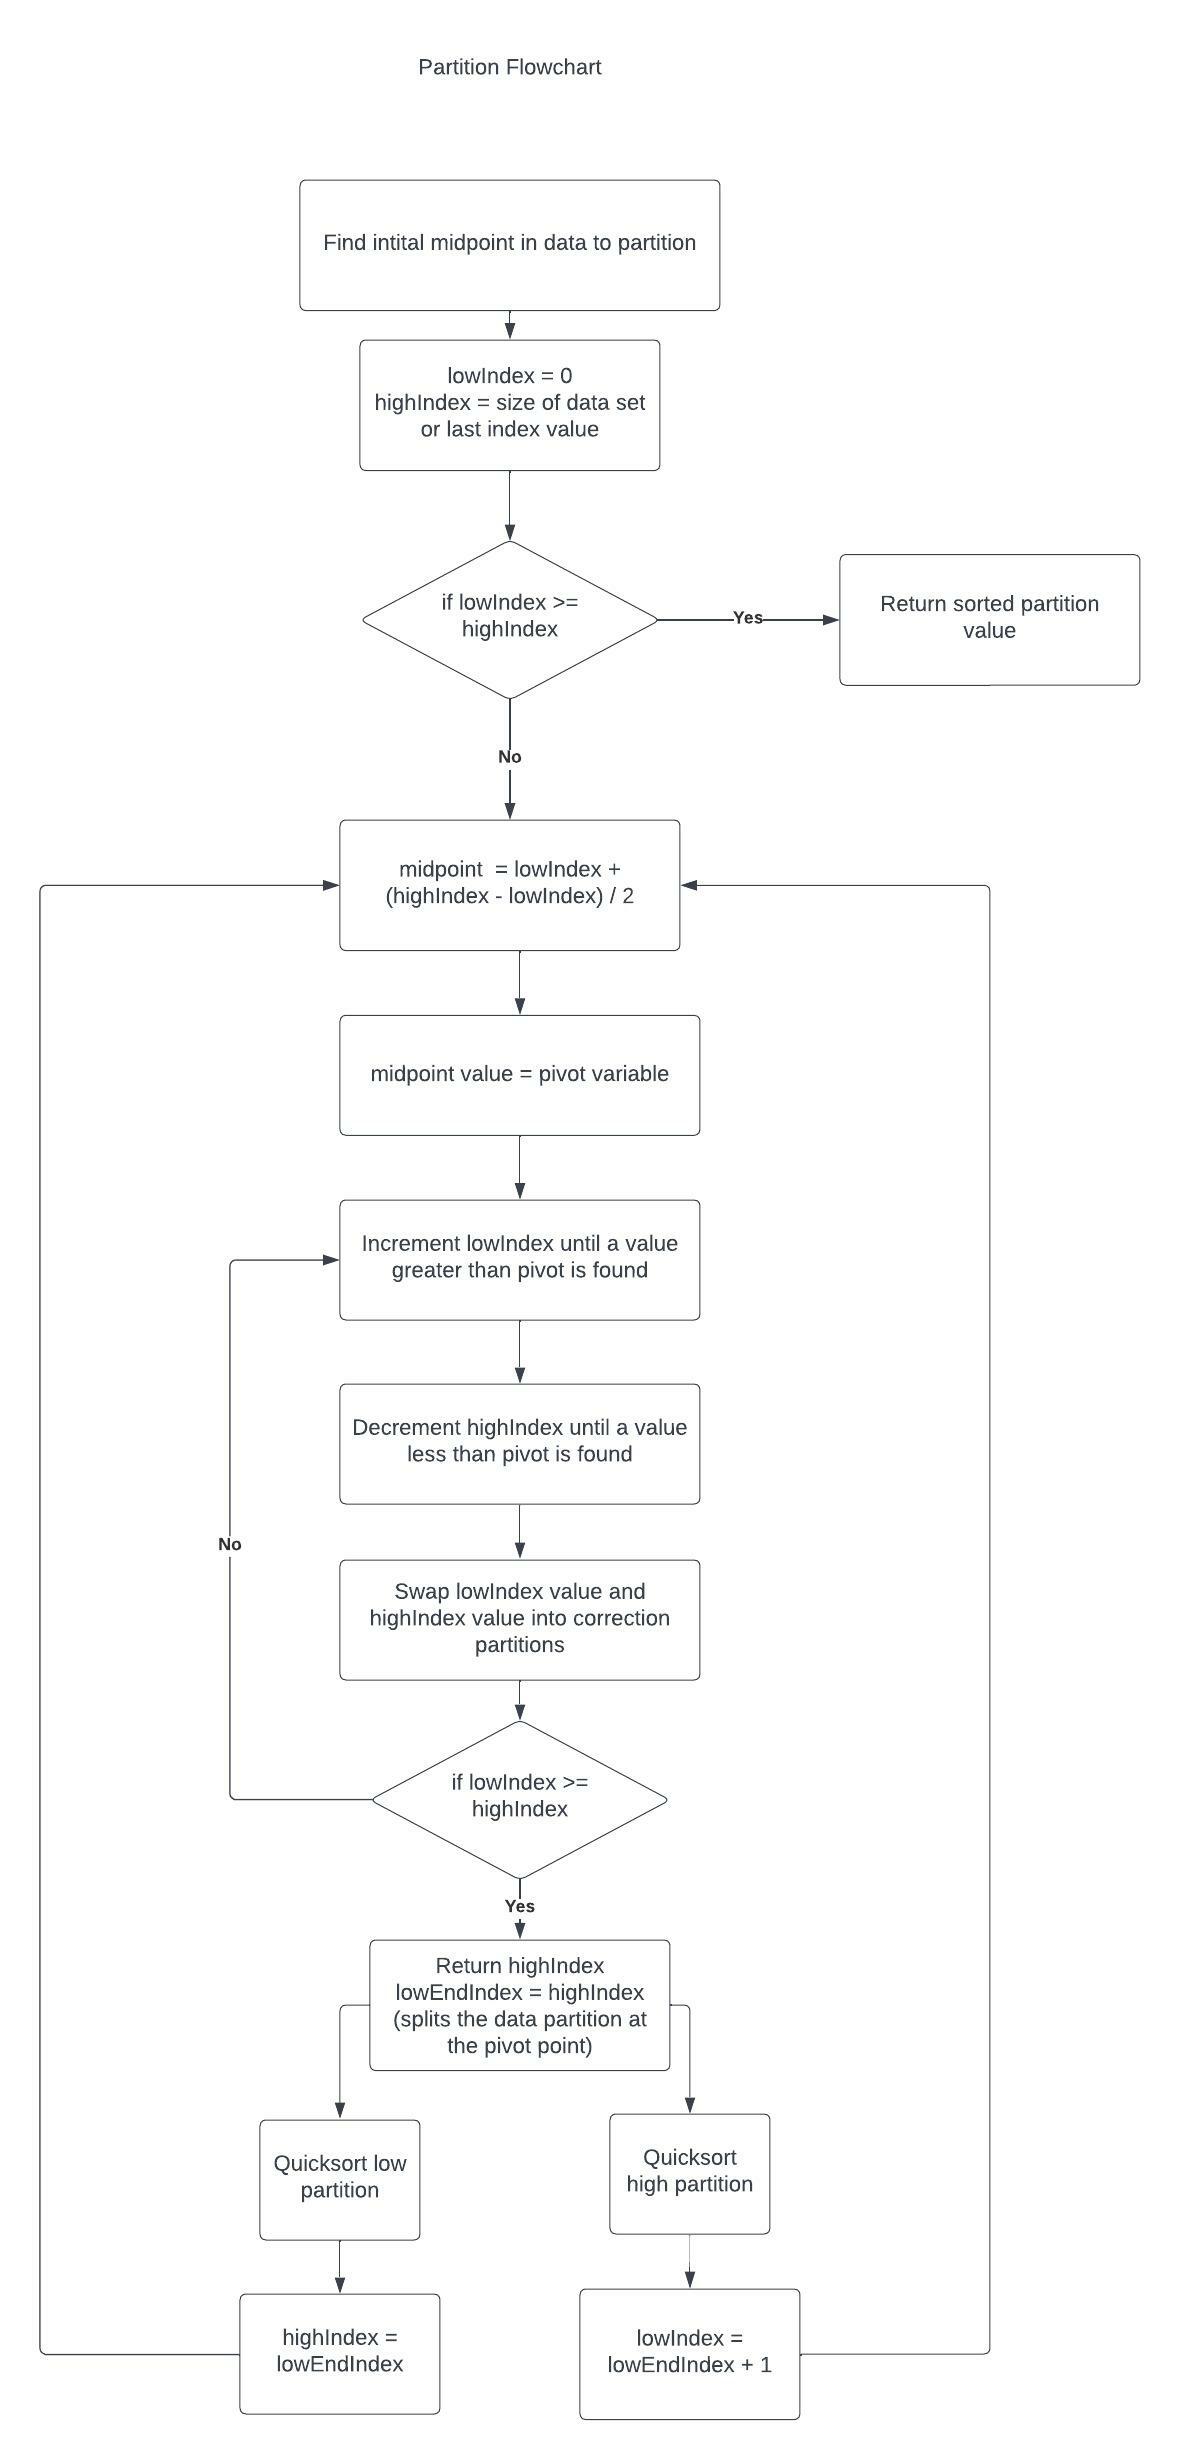 Partition Flowchart
Find intital midpoint in data to partition
lowIndex = 0
highIndex = size of data set
or last index value
if lowIndex >=
highIndex
Yes
Return sorted partition
value
No
midpoint  = lowIndex +
(highIndex - lowIndex) / 2
midpoint value = pivot variable
Increment lowIndex until a value
greater than pivot is found
Decrement highIndex until a value
less than pivot is found
No
Swap lowIndex value and
highIndex value into correction
partitions
if lowIndex >=
highIndex
Yes
Return highIndex
lowEndIndex = highIndex
(splits the data partition at
the pivot point)
Quicksort low
partition
Quicksort
high partition
highIndex =
lowEndIndex
lowIndex =
lowEndIndex + 1